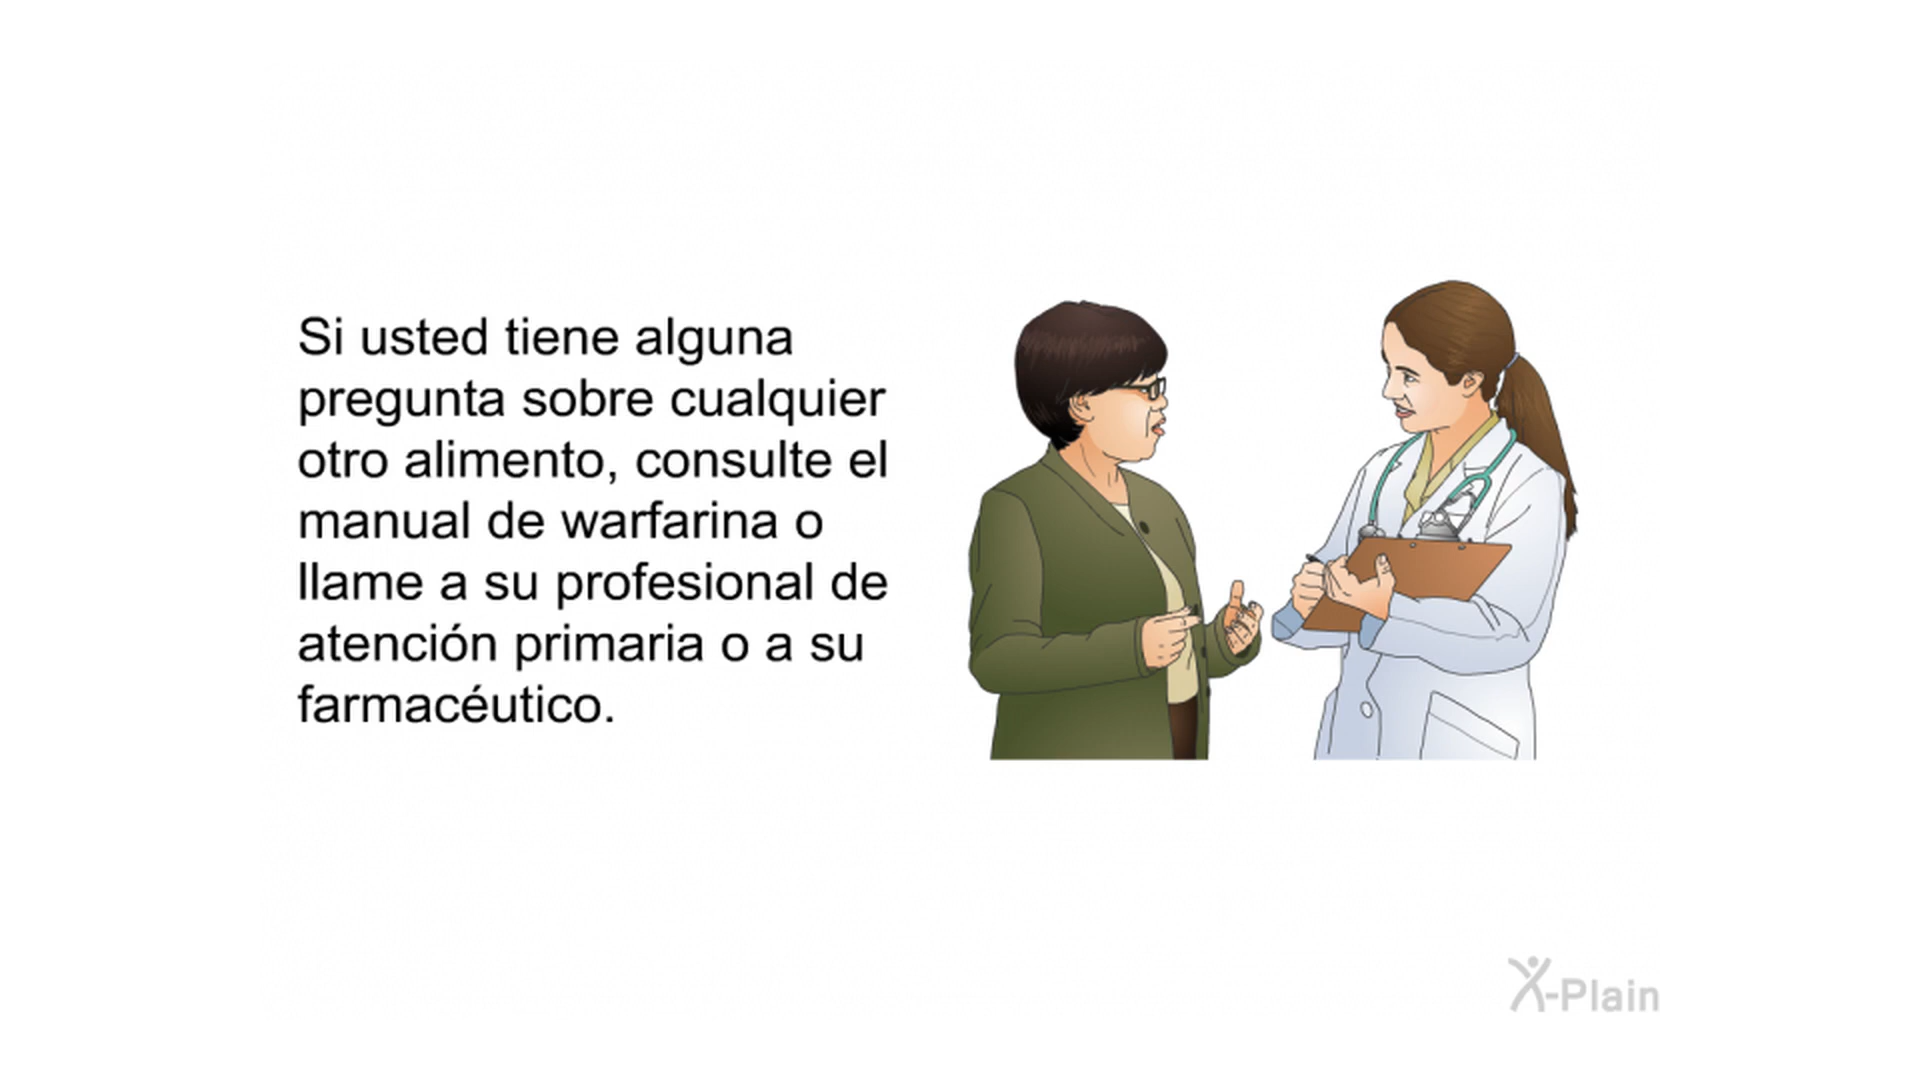 Si usted tiene alguna
pregunta sobre cualquier
otro alimento, consulte el
manual de warfarina o
llame a su profesional de
atención primaria o a su
farmacéutico.
X-Plain